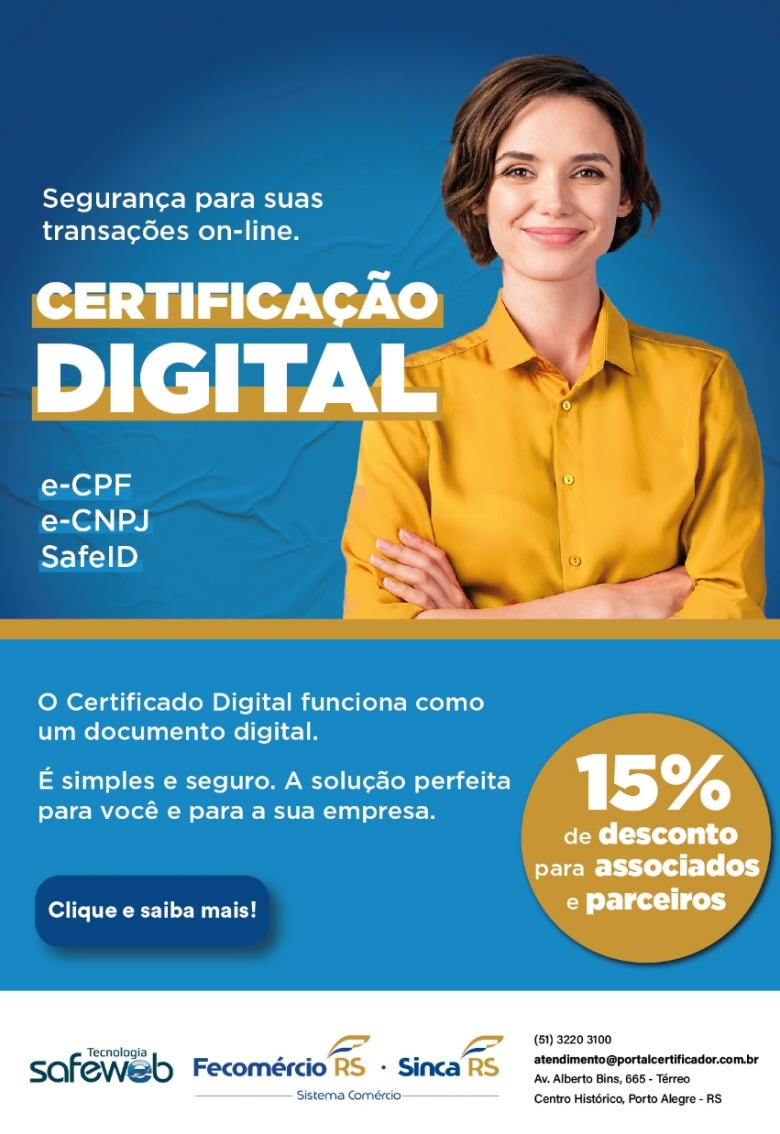 Segurança para suas
transações on-line.
CERTIFICAÇÃO
DIGITAL
e-CPF
e-CNPJ
SafeID
O Certificado Digital funciona como
um documento digital.
É simples e seguro. A solução perfeita
para você e para a sua empresa.
15%
de desconto
para associados
e parceiros
Clique e saiba mais!
Tecnologia
safeweb
Fecomércio RS · Sinca RS
Sistema Comércio
(51) 3220 3100
atendimento@portalcertificador.com.br
Av. Alberto Bins, 665 - Térreo
Centro Histórico, Porto Alegre - RS